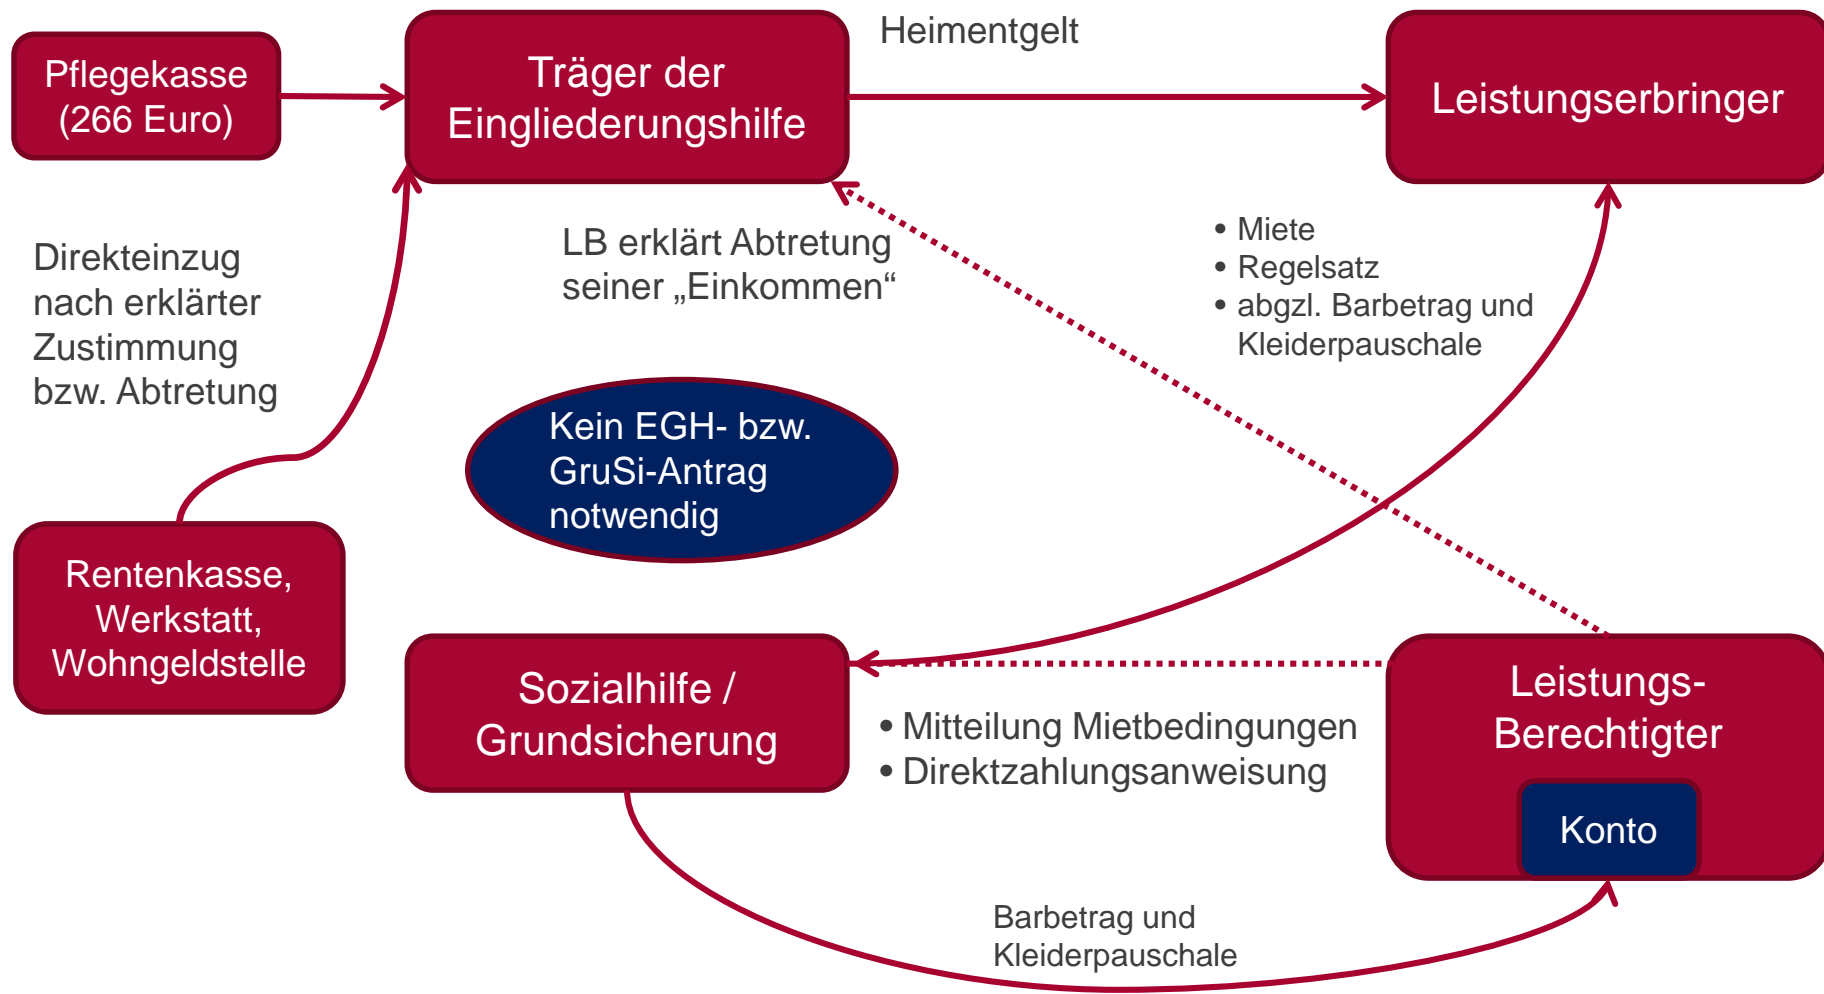 Pflegekasse
(266 Euro)
Träger der
Eingliederungshilfe
Heimentgelt
Leistungserbringer
Direkteinzug
nach erklärter
Zustimmung
bzw. Abtretung
LB erklärt Abtretung
seiner „Einkommen“
• Miete
• Regelsatz
• abgzl. Barbetrag und
Kleiderpauschale
Kein EGH- bzw.
GruSi-Antrag
notwendig
Rentenkasse,
Werkstatt,
Wohngeldstelle
Sozialhilfe /
Grundsicherung
• Mitteilung Mietbedingungen
• Direktzahlungsanweisung
Leistungs-
Berechtigter
Konto
Barbetrag und
Kleiderpauschale